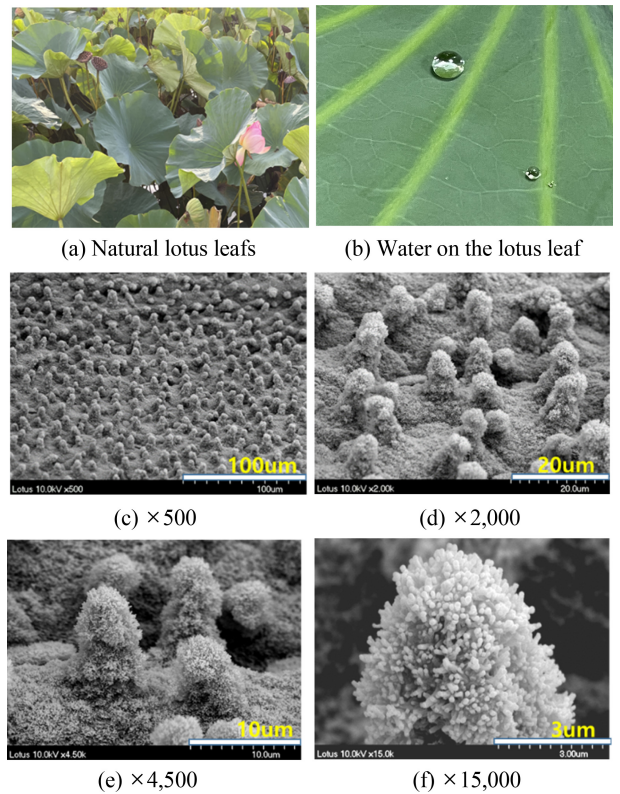 (a) Natural lotus leafs
(b) Water on the lotus leaf
100um
Lotus 10.0kV x500
100um
20um
Lotus 10.0kV x2.00k
20.0um
(c) ×500
(d) ×2,000
10um
Lotus 10.0kV x4.50k
10.0um
3um
Lotus 10.0kV x15.0k
3.00um
(e) ×4,500
(f) ×15,000